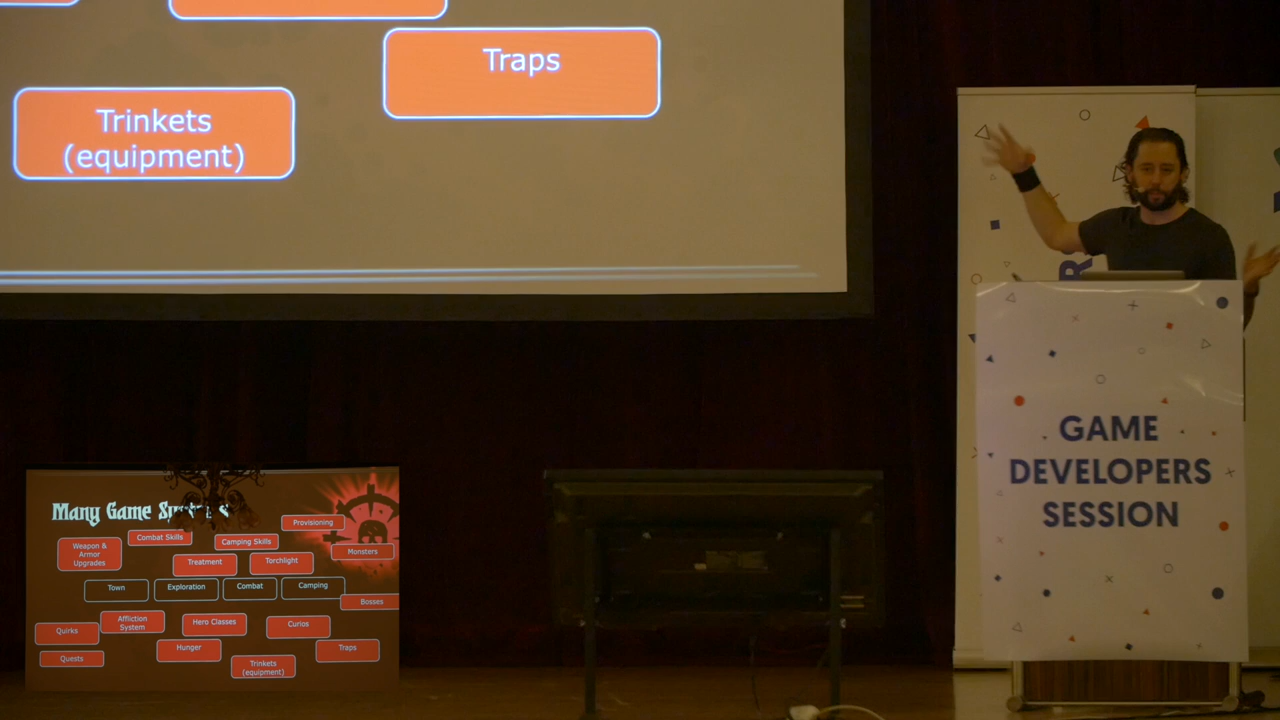 Traps
Trinkets
(equipment)
R
GAME
DEVELOPERS
SESSION
Many Game
Provisioning
Combat Skills
Camping Skills
Weapon &
Armor
Upgrades
Monsters
Treatment
Torchlight
Town
Exploration
Combat
Camping
Bosses
Affliction
System
Hero Classes
Curios
Quirks
Hunger
Traps
Quests
Trinkets
(equipment)